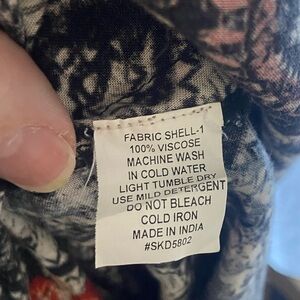 FABRIC SHELL-1
100% VISCOSE
MACHINE WASH
IN COLD WATER
LIGHT TUMBLE DRY
USE MILD DETERGENT
DO NOT BLEACH
COLD IRON
MADE IN INDIA
#SKD5802